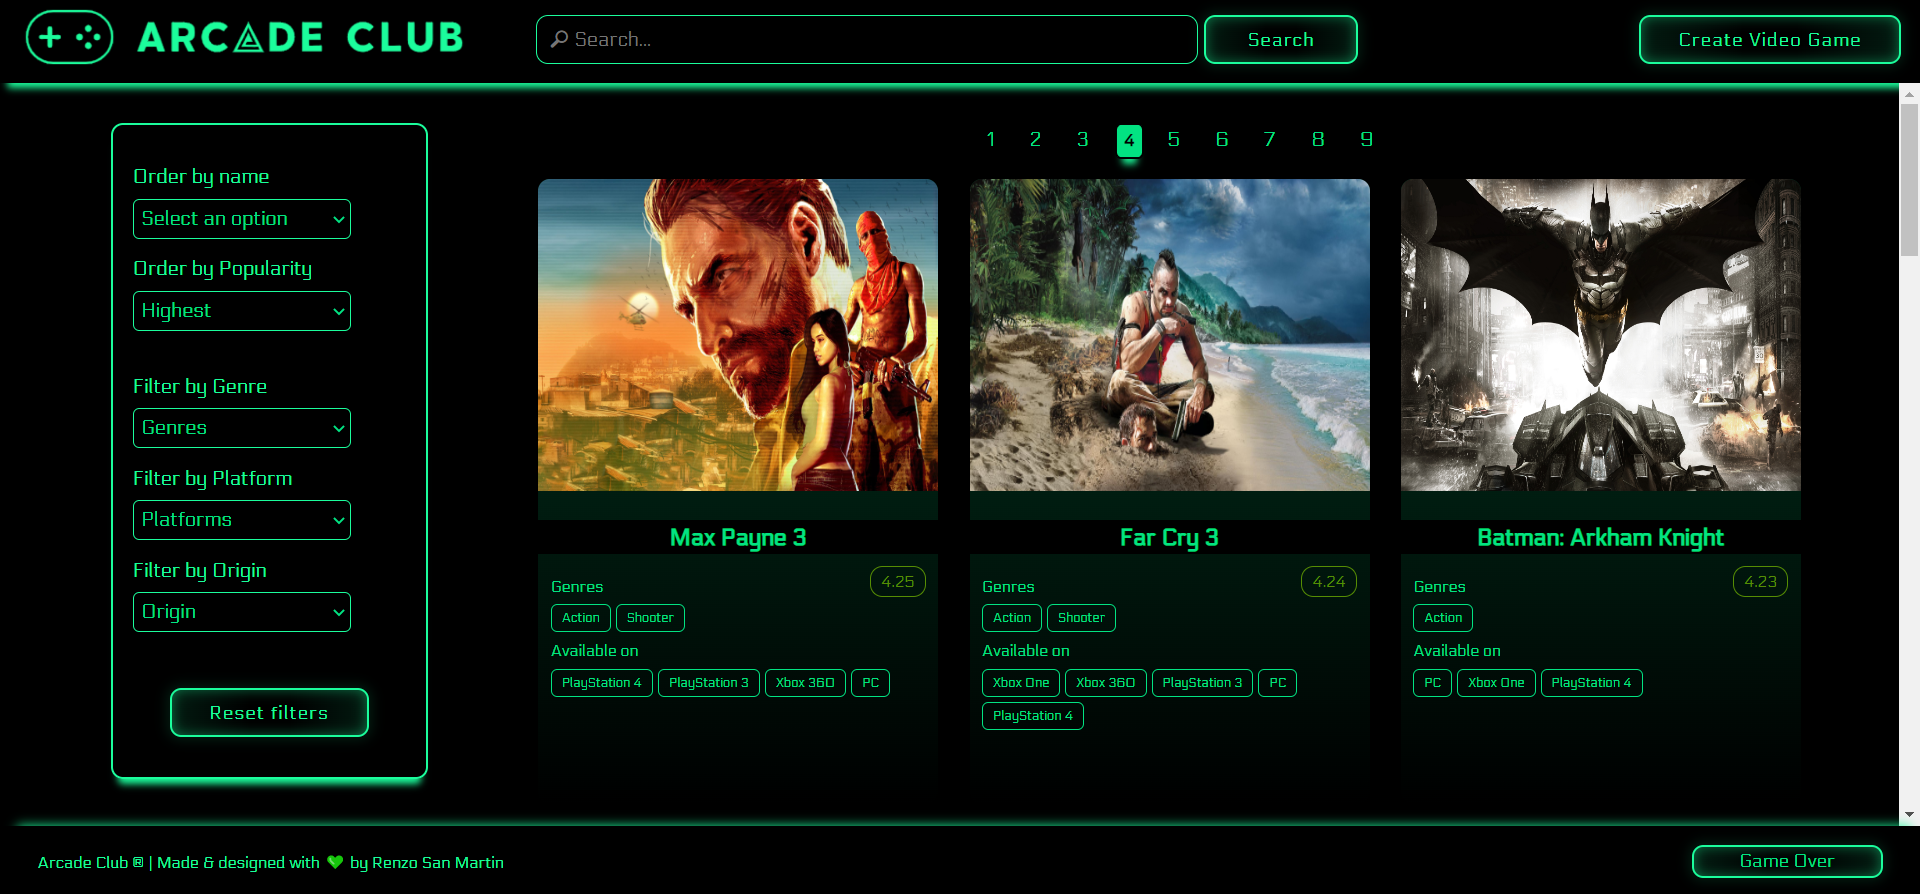 ARCADE CLUB
Search...
Search
Create Video Game
Order by name
Select an option
Order by Popularity
Highest
Filter by Genre
Genres
Filter by Platform
Platforms
Filter by Origin
Origin
Reset filters
1 2 3 4 5 6 7 8 9
Max Payne 3
4.25
Genres
Action Shooter
Available on
PlayStation 4 PlayStation 3 Xbox 360 PC
Far Cry 3
4.24
Genres
Action Shooter
Available on
Xbox One Xbox 360 PlayStation 3 PC
PlayStation 4
Batman: Arkham Knight
4.23
Genres
Action
Available on
PC Xbox One PlayStation 4
Arcade Club ® | Made & designed with 💚 by Renzo San Martin
Game Over